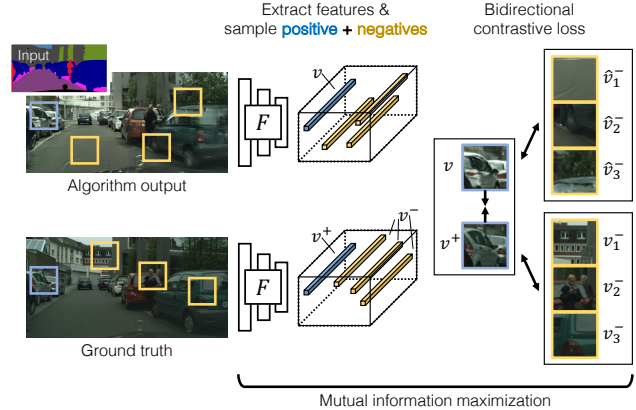 Extract features &
sample positive + negatives
Bidirectional
contrastive loss
Input
v
F
Algorithm output
v
v⁺
v̂₁⁻
v̂₂⁻
v̂₃⁻
v⁺
v⁻
F
Ground truth
v₁⁻
v₂⁻
v₃⁻
Mutual information maximization